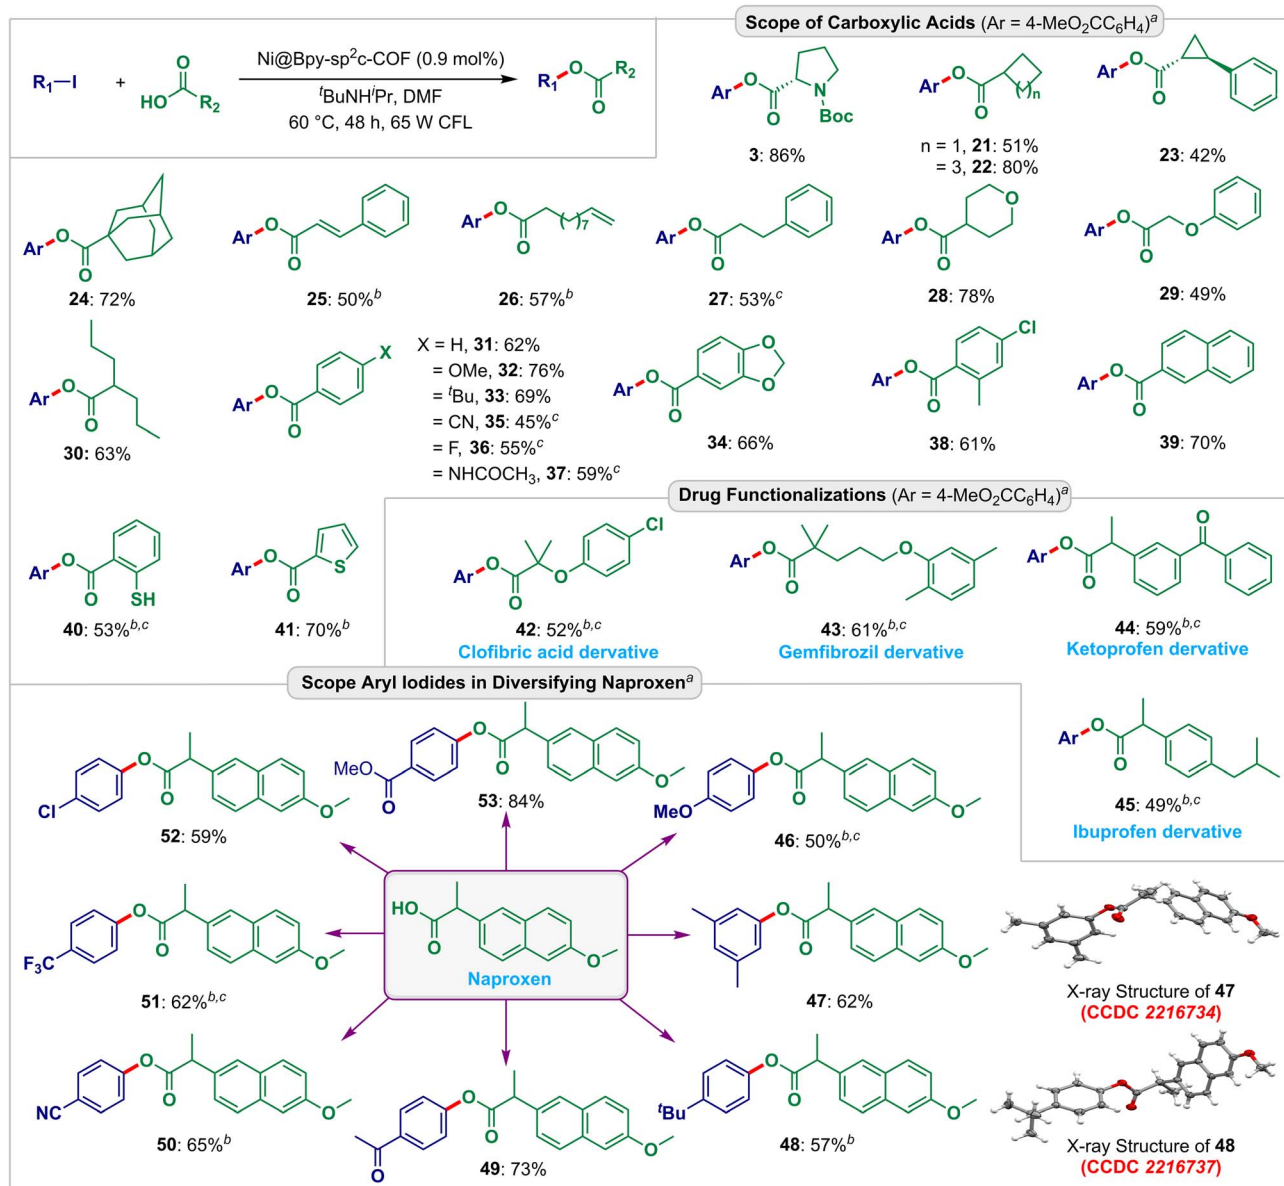 Scope of Carboxylic Acids (Ar = 4-MeO2CC6H4)a
R1–I + HO O R2
Ni@Bpy-sp2c-COF (0.9 mol%)
tBuNHiPr, DMF
60 °C, 48 h, 65 W CFL
R1 O R2 O
Ar O O N Boc
3: 86%
Ar O O n
n = 1, 21: 51%
= 3, 22: 80%
Ar O O
23: 42%
Ar O O
24: 72%
Ar O O
25: 50%b
Ar O O 7
26: 57%b
Ar O O
27: 53%c
Ar O O O
28: 78%
Ar O O O
29: 49%
Ar O O
30: 63%
Ar O O X
X = H, 31: 62%
= OMe, 32: 76%
= tBu, 33: 69%
= CN, 35: 45%c
= F, 36: 55%c
= NHCOCH3, 37: 59%c
Ar O O O O
34: 66%
Ar O O Cl
38: 61%
Ar O O
39: 70%
Drug Functionalizations (Ar = 4-MeO2CC6H4)a
Ar O O SH
40: 53%b,c
Ar O O S
41: 70%b
Ar O O O Cl
42: 52%b,c
Clofibric acid dervative
Ar O O O
43: 61%b,c
Gemfibrozil dervative
Ar O O O
44: 59%b,c
Ketoprofen dervative
Scope Aryl Iodides in Diversifying Naproxena
Cl O O O
52: 59%
MeO O O O O
53: 84%
MeO O O O
46: 50%b,c
Ar O O
45: 49%b,c
Ibuprofen dervative
F3C O O O
51: 62%b,c
HO O O
Naproxen
O O O
47: 62%
X-ray Structure of 47
(CCDC 2216734)
NC O O O
50: 65%b
O O O O
49: 73%
tBu O O O
48: 57%b
X-ray Structure of 48
(CCDC 2216737)